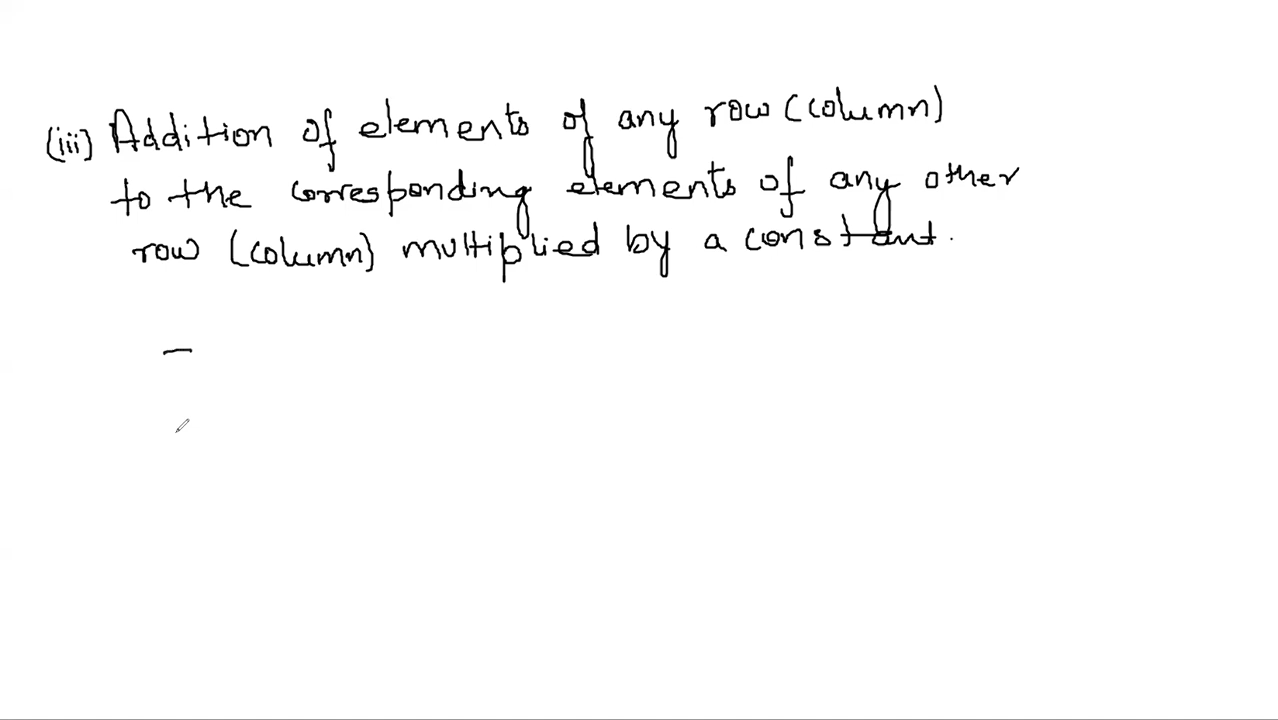 (iii) Addition of elements of any row (column)
to the corresponding elements of any other
row (column) multiplied by a constant.